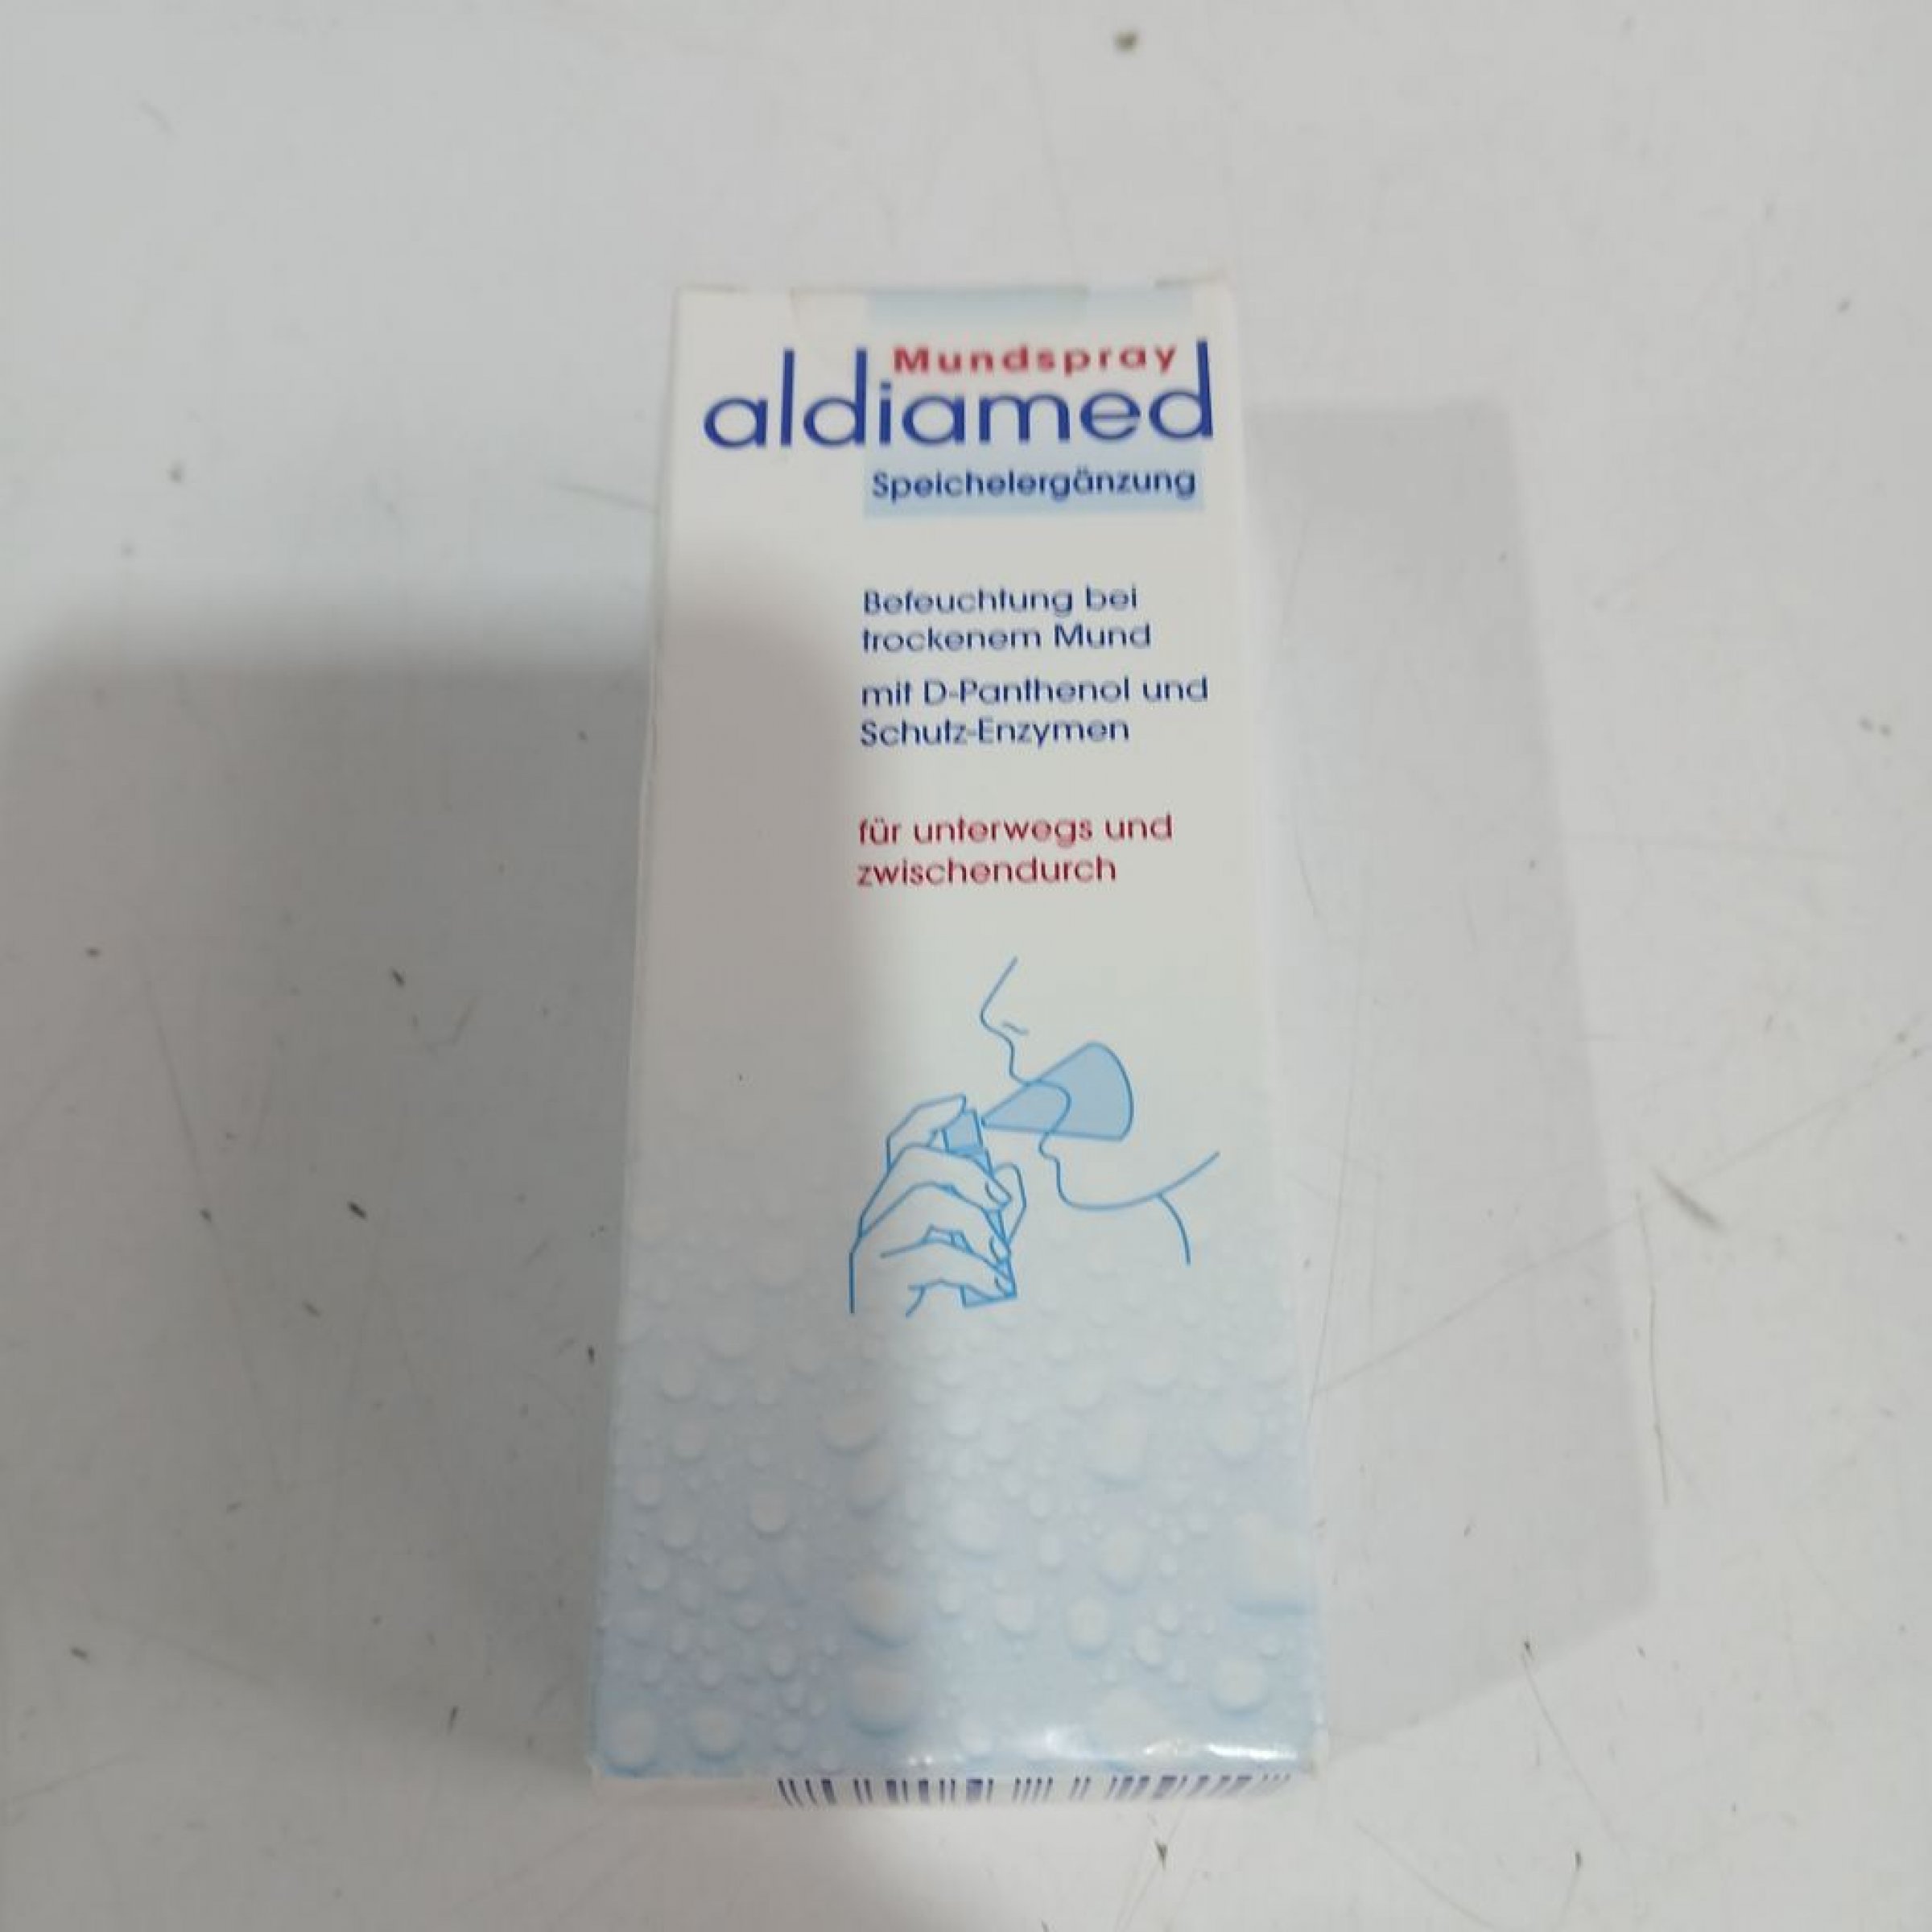 Mundspray
aldiamed
Speichelergänzung
Befeuchtung bei
trockenem Mund
mit D-Panthenol und
Schutz-Enzymen
für unterwegs und
zwischendurch